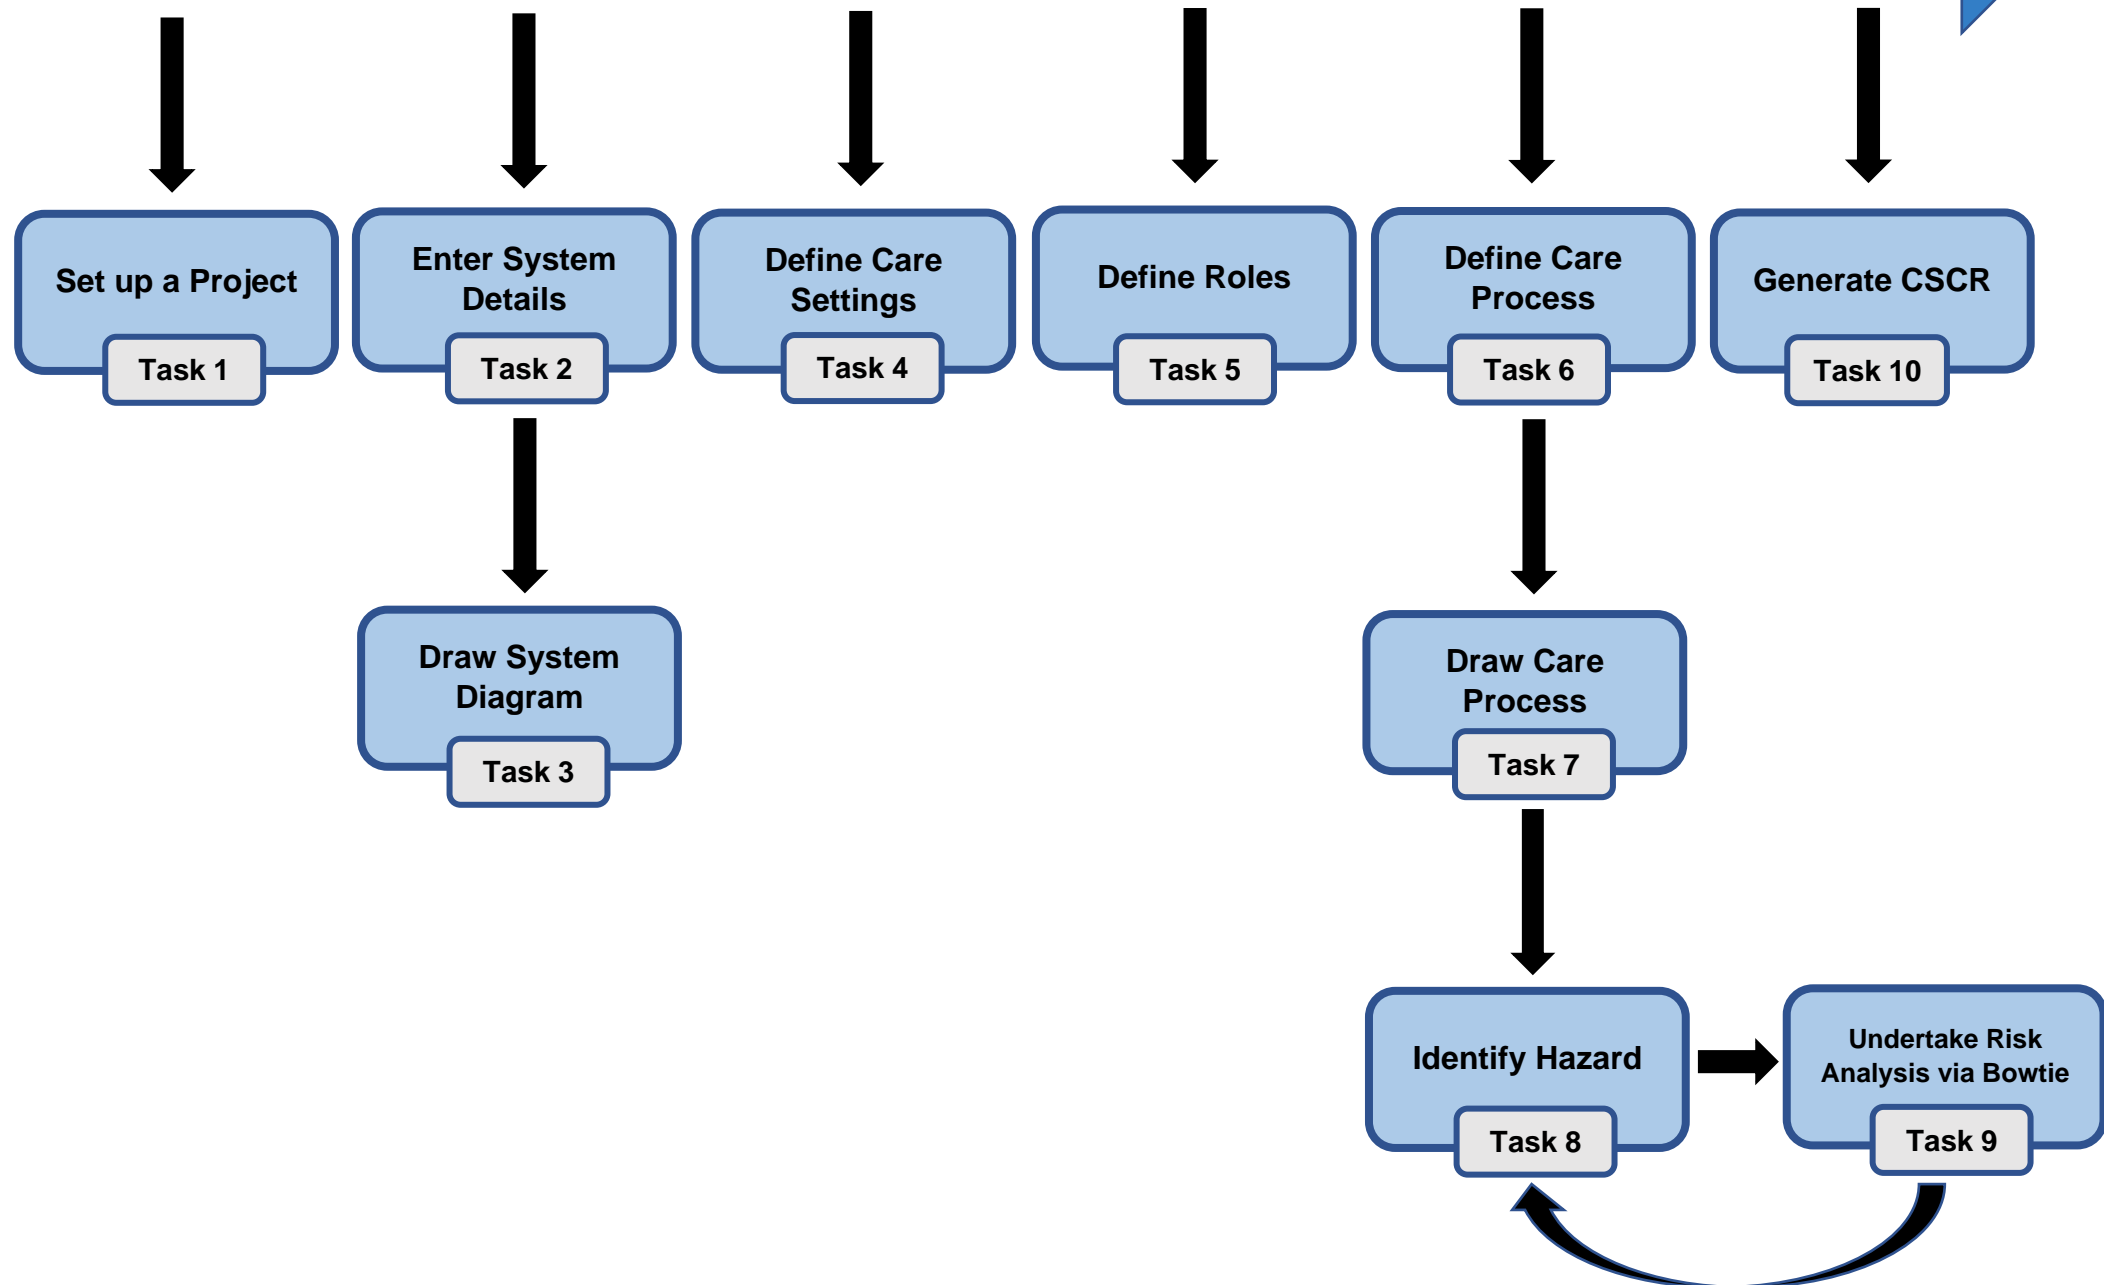 Set up a Project
Task 1
Enter System
Details
Task 2
Define Care
Settings
Task 4
Define Roles
Task 5
Define Care
Process
Task 6
Generate CSCR
Task 10
Draw System
Diagram
Task 3
Draw Care
Process
Task 7
Identify Hazard
Task 8
Undertake Risk
Analysis via Bowtie
Task 9